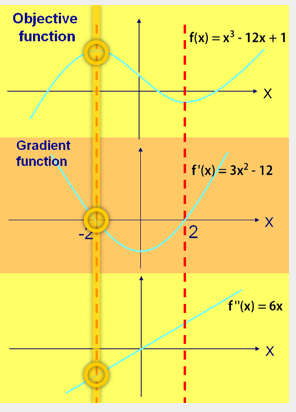 Objective
function
f(x) = x³ - 12x + 1
X
Gradient
function
f'(x) = 3x² - 12
X
-2
2
f''(x) = 6x
X